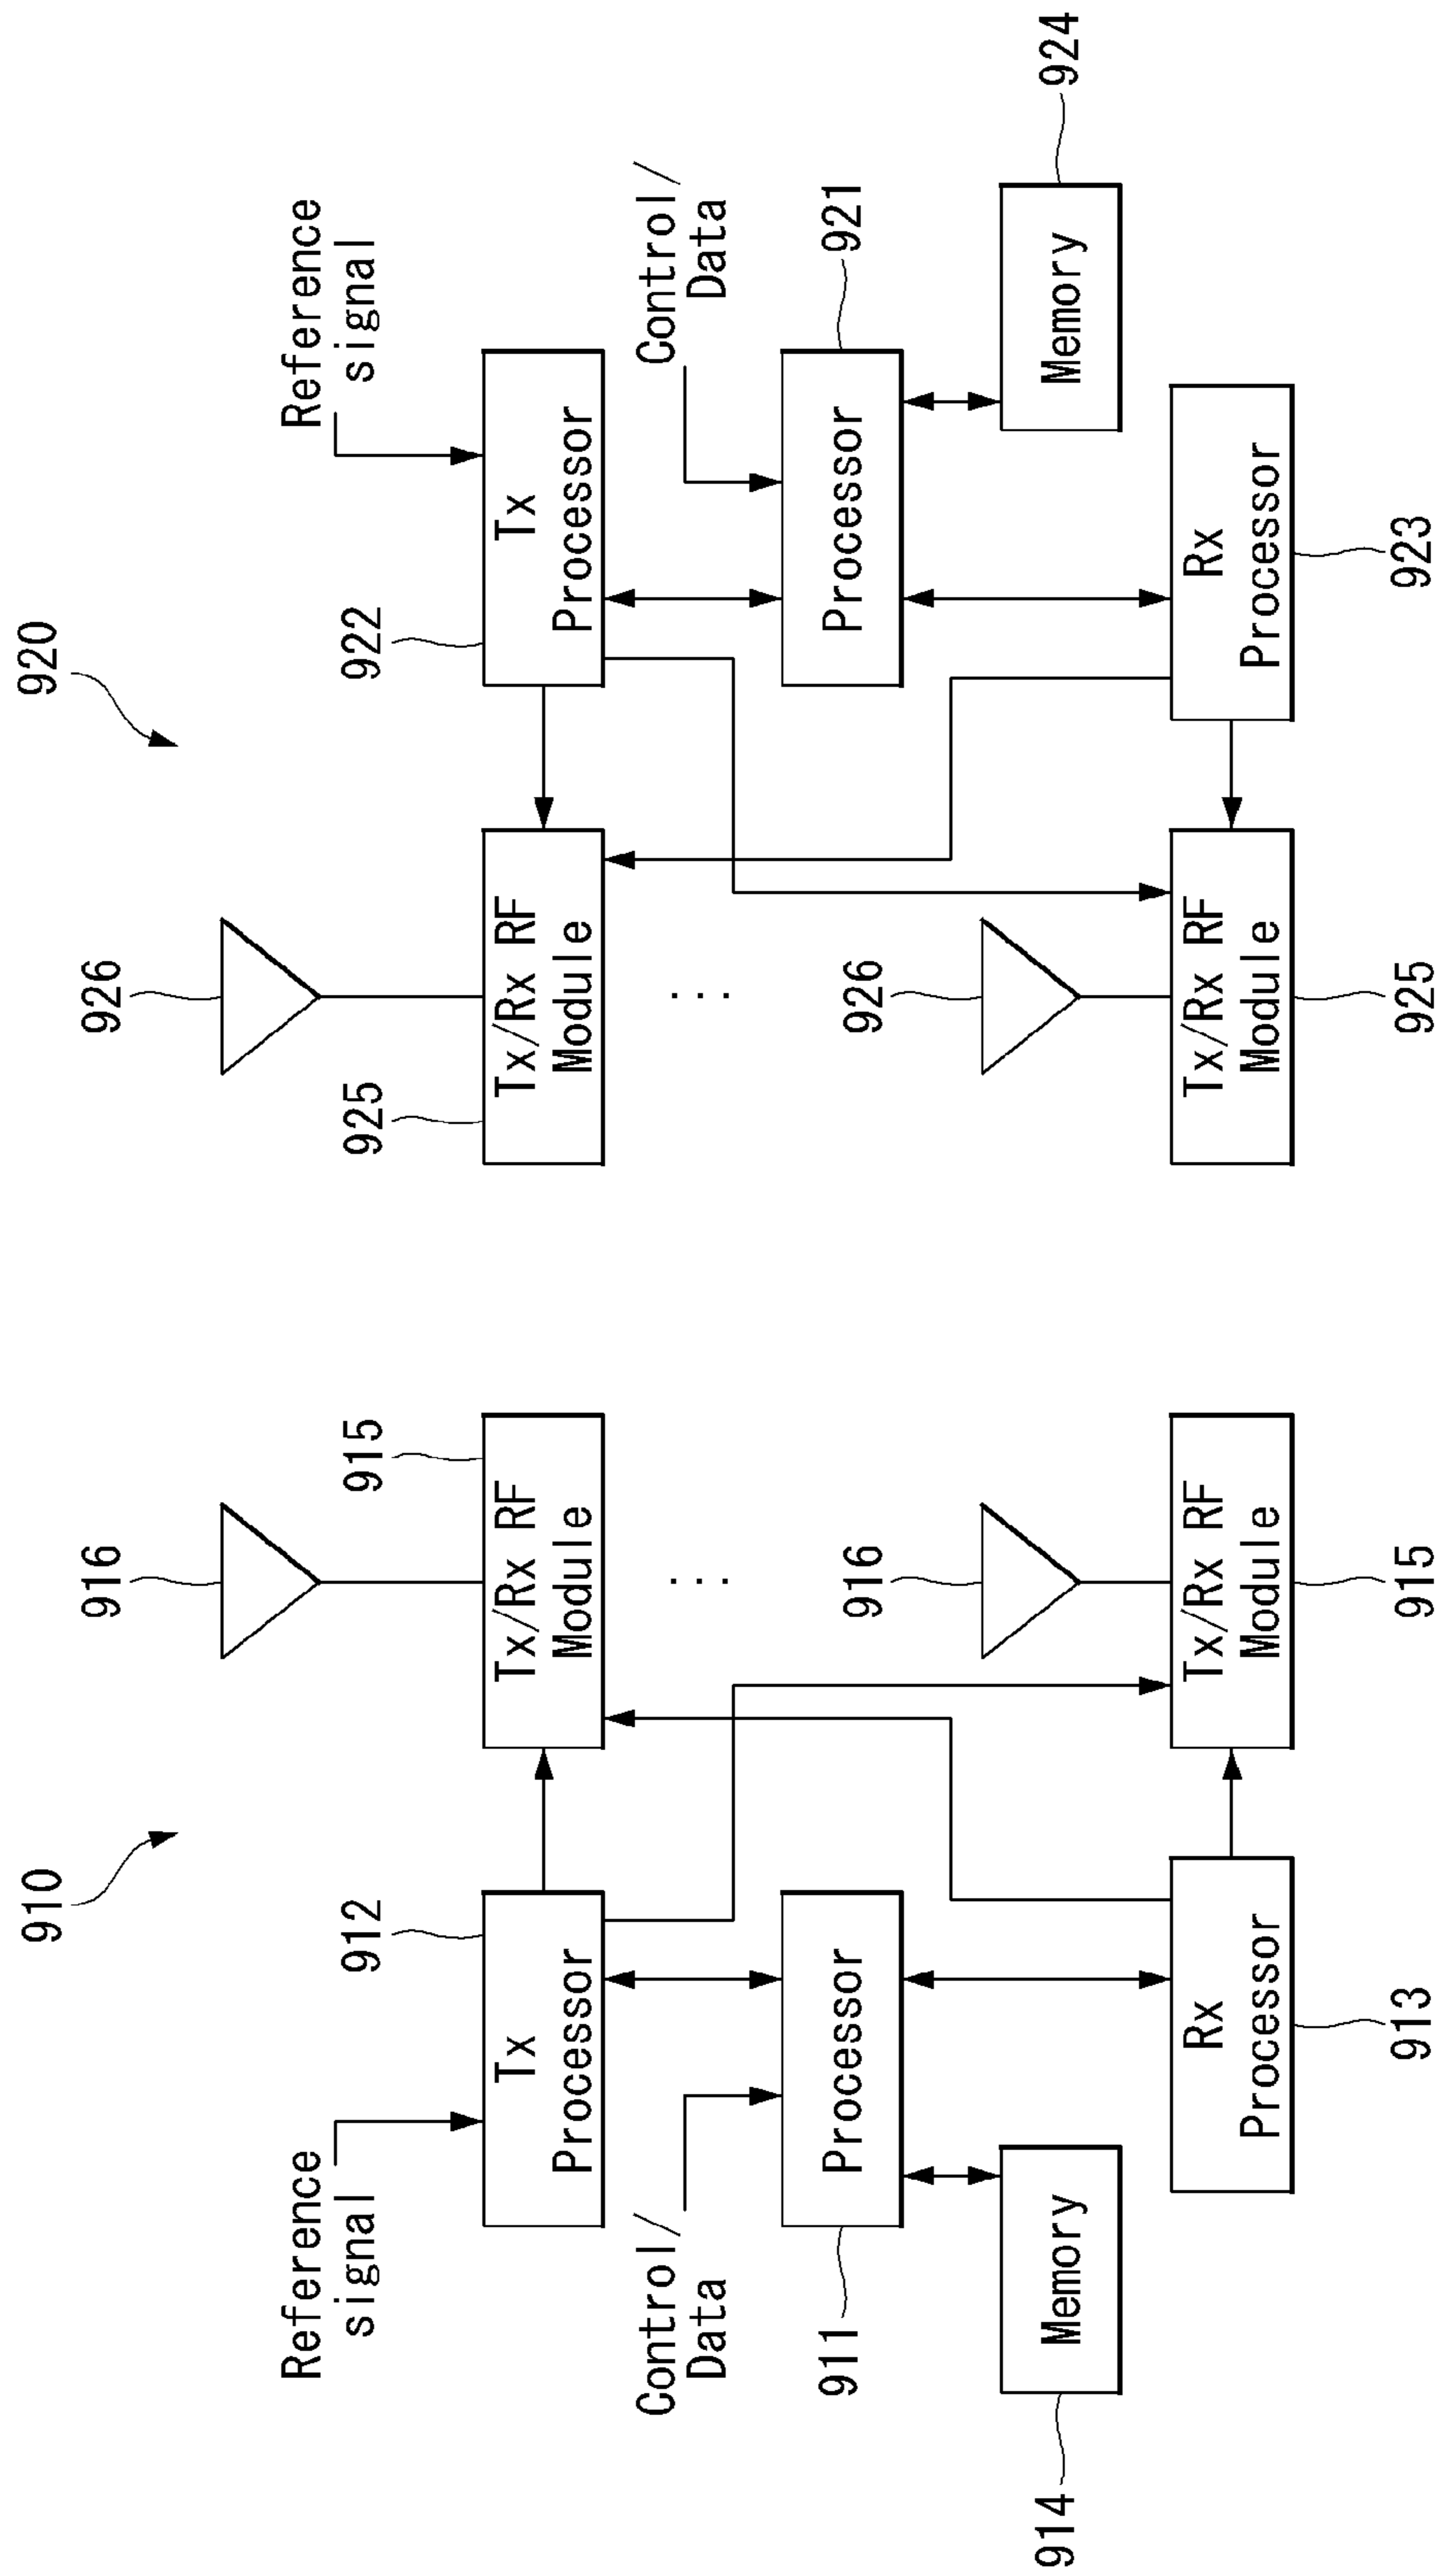 910
916
Reference
signal
912
915
Tx
Processor
Tx/Rx RF
Module
Control/
Data
...
911
Processor
916
914
Memory
Rx
Processor
Tx/Rx RF
Module
913
915
920
926
Reference
signal
925
922
Tx/Rx RF
Module
Tx
Processor
...
Control/
Data
926
Processor
921
Memory
924
Tx/Rx RF
Module
Rx
Processor
925
923